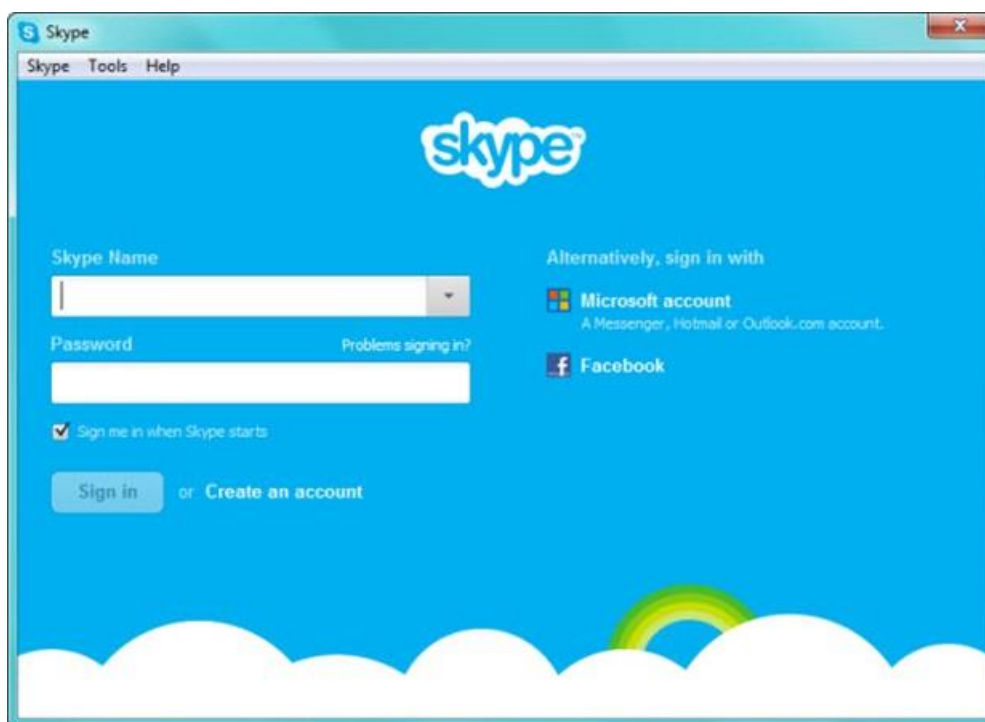 Skype
Skype Tools Help
skype™
Skype Name
Password
Problems signing in?
Sign me in when Skype starts
Sign in or Create an account
Alternatively, sign in with
Microsoft account
A Messenger, Hotmail or Outlook.com account.
Facebook